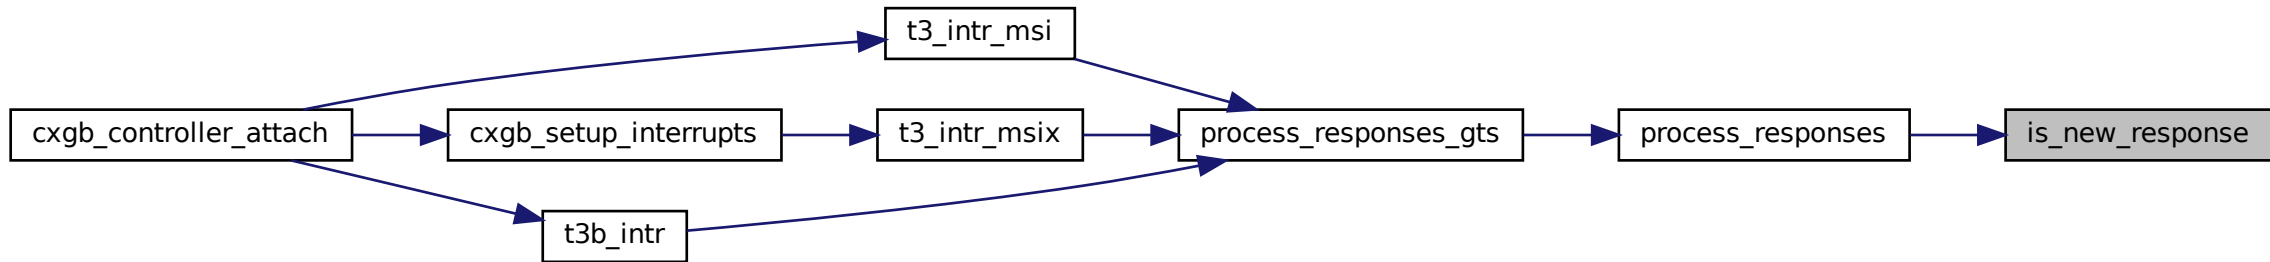 t3_intr_msi
cxgb_controller_attach
cxgb_setup_interrupts
t3_intr_msix
process_responses_gts
process_responses
is_new_response
t3b_intr